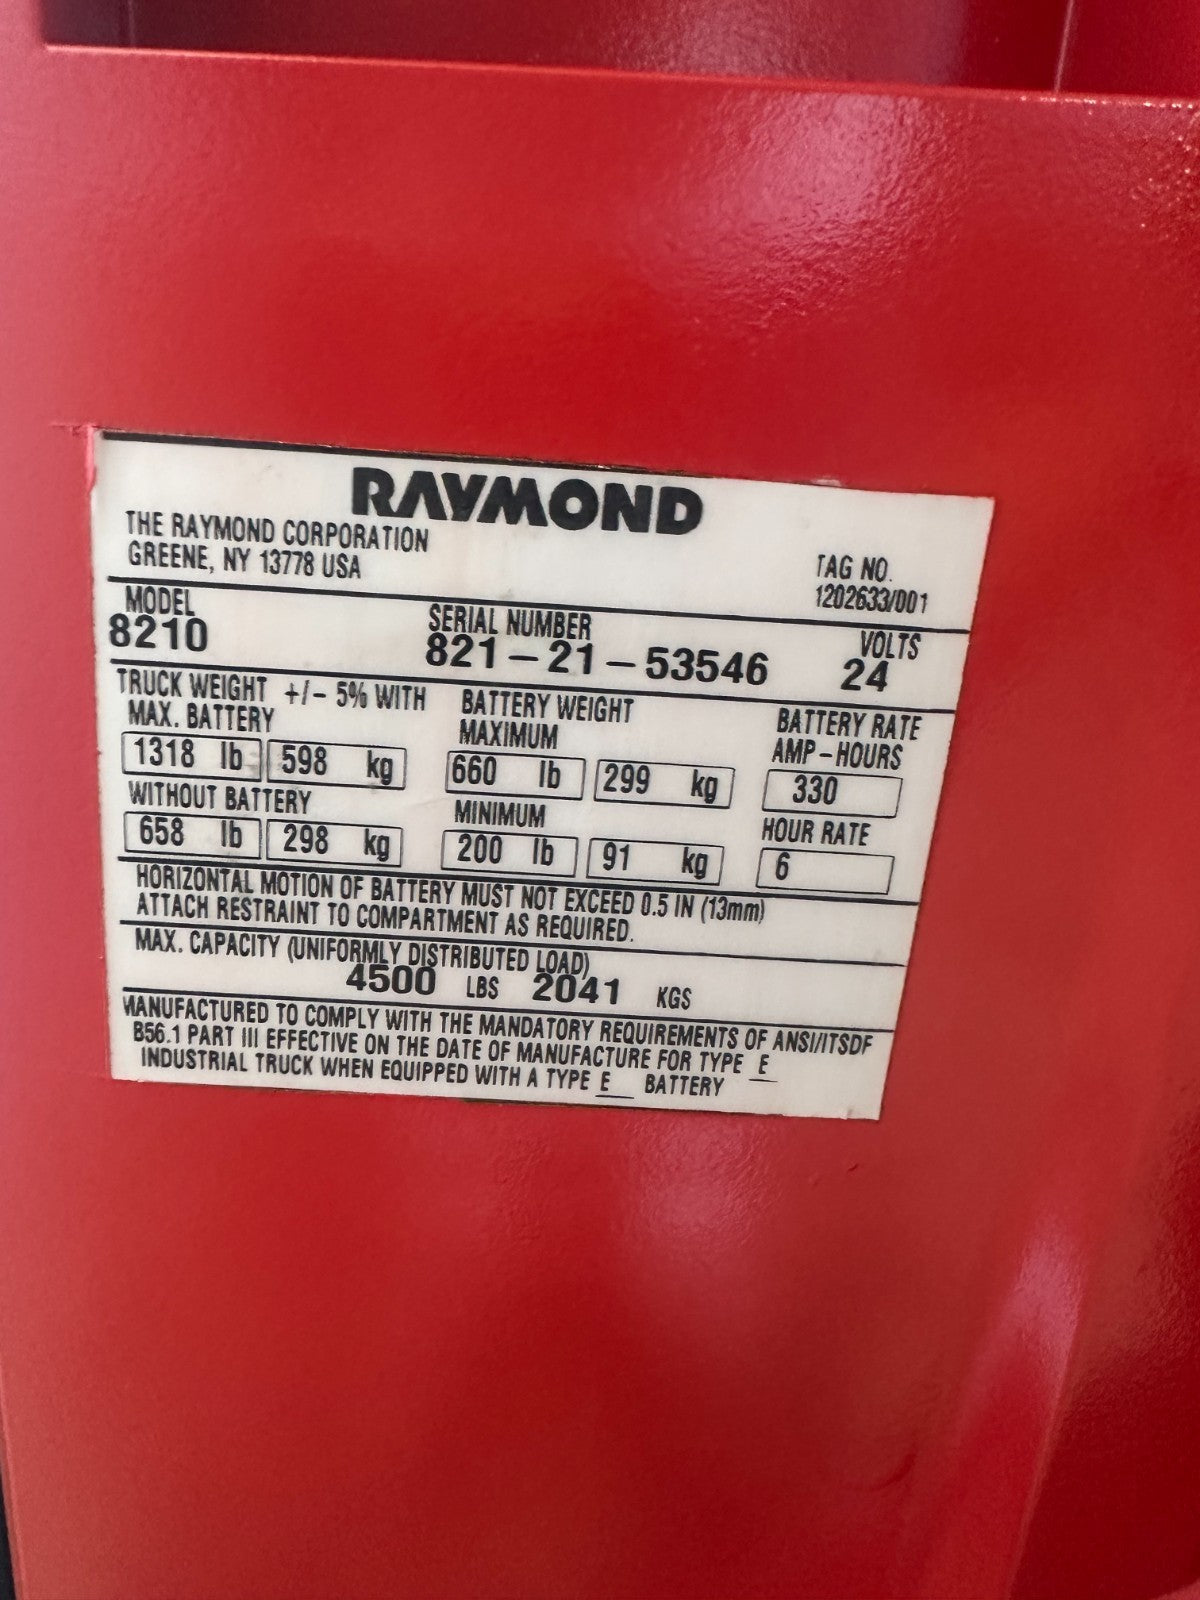 RAYMOND
THE RAYMOND CORPORATION
GREENE, NY 13778 USA
TAG NO.
1202633/001
MODEL
8210
SERIAL NUMBER
821-21-53546
VOLTS
24
TRUCK WEIGHT +/- 5% WITH
MAX. BATTERY
1318 lb 598 kg
WITHOUT BATTERY
658 lb 298 kg
BATTERY WEIGHT
MAXIMUM
660 lb 299 kg
MINIMUM
200 lb 91 kg
BATTERY RATE
AMP-HOURS
330
HOUR RATE
6
HORIZONTAL MOTION OF BATTERY MUST NOT EXCEED 0.5 IN (13mm)
ATTACH RESTRAINT TO COMPARTMENT AS REQUIRED.
MAX. CAPACITY (UNIFORMLY DISTRIBUTED LOAD)
4500 LBS 2041 KGS
MANUFACTURED TO COMPLY WITH THE MANDATORY REQUIREMENTS OF ANSI/ITSDF
B56.1 PART III EFFECTIVE ON THE DATE OF MANUFACTURE FOR TYPE E
INDUSTRIAL TRUCK WHEN EQUIPPED WITH A TYPE E BATTERY